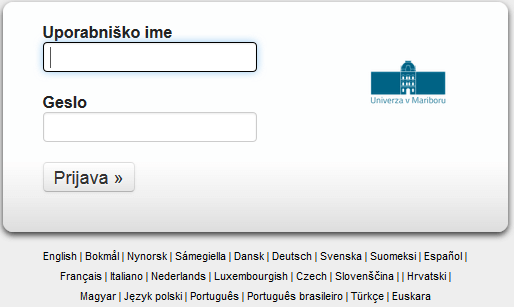 Uporabniško ime
Univerza v Mariboru
Geslo
Prijava »
English | Bokmål | Nynorsk | Sámegiella | Dansk | Deutsch | Svenska | Suomeksi | Español |
Français | Italiano | Nederlands | Luxembourgish | Czech | Slovenščina | | Hrvatski |
Magyar | Język polski | Português | Português brasileiro | Türkçe | Euskara